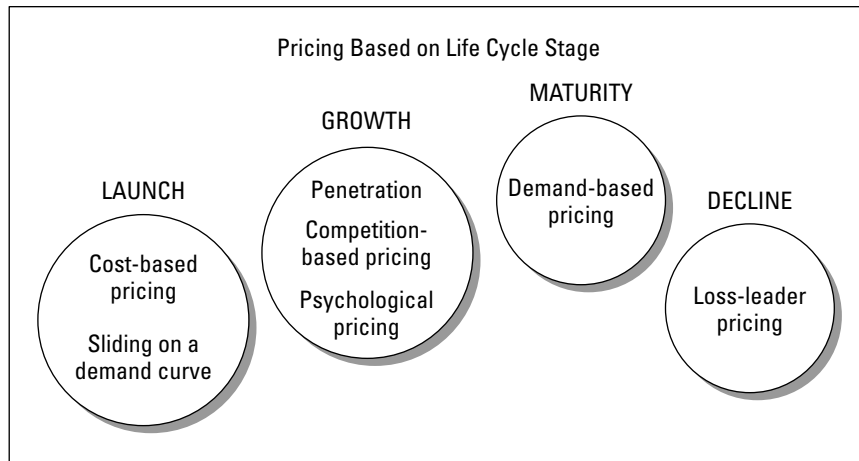 Pricing Based on Life Cycle Stage
LAUNCH
Cost-based
pricing
Sliding on a
demand curve
GROWTH
Penetration
Competition-
based pricing
Psychological
pricing
MATURITY
Demand-based
pricing
DECLINE
Loss-leader
pricing